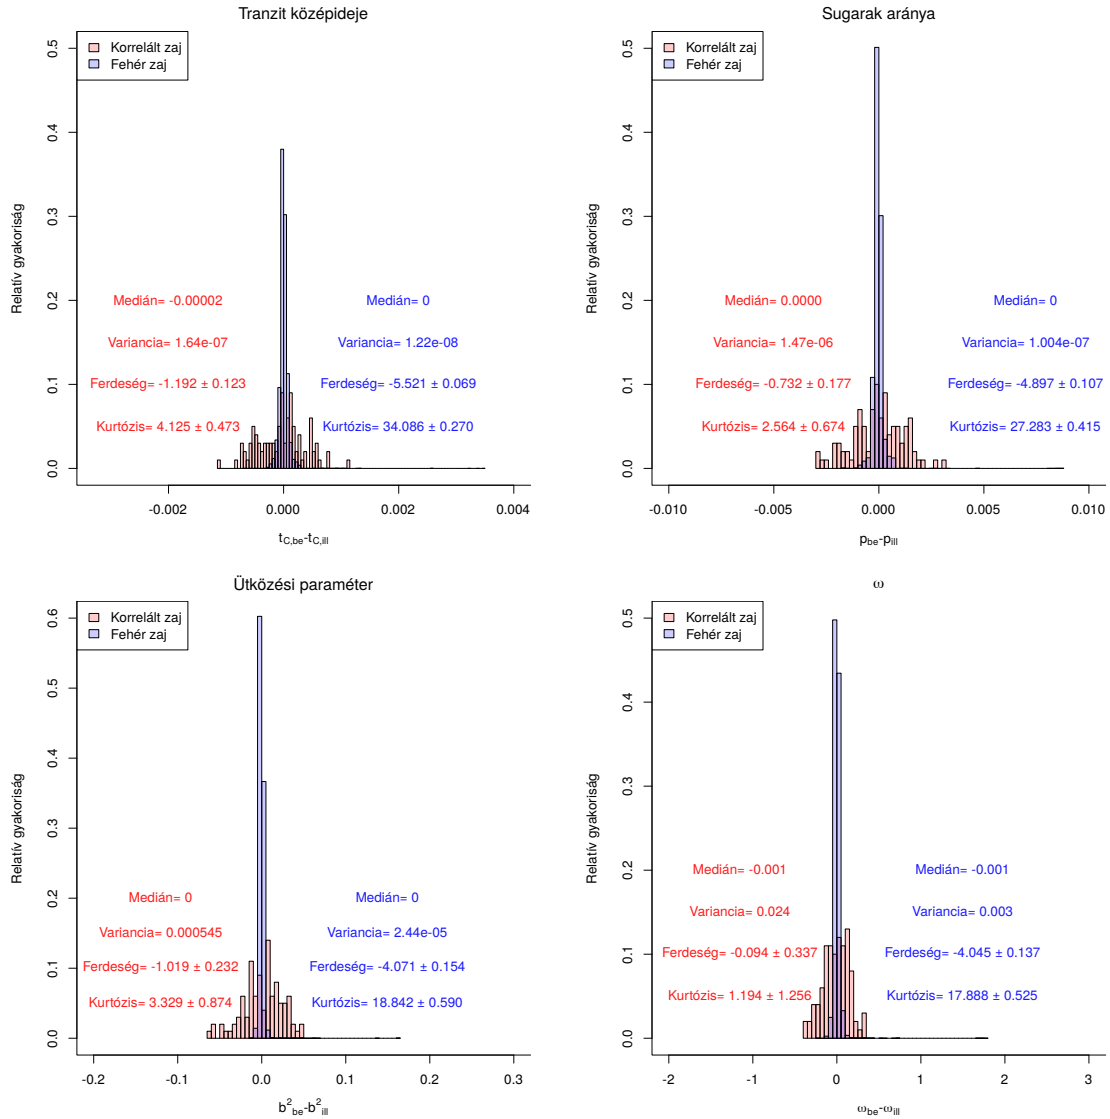 Tranzit középideje
Korrelált zaj
Fehér zaj
Relatív gyakoriság
0.5
0.4
0.3
0.2
0.1
0.0
Medián= -0.00002
Medián= 0
Variancia= 1.64e-07
Variancia= 1.22e-08
Ferdeség= -1.192 ± 0.123
Ferdeség= -5.521 ± 0.069
Kurtózis= 4.125 ± 0.473
Kurtózis= 34.086 ± 0.270
-0.002 0.000 0.002 0.004
tC,be-tC,ill
Sugarak aránya
Korrelált zaj
Fehér zaj
Relatív gyakoriság
0.5
0.4
0.3
0.2
0.1
0.0
Medián= 0.0000
Medián= 0
Variancia= 1.47e-06
Variancia= 1.004e-07
Ferdeség= -0.732 ± 0.177
Ferdeség= -4.897 ± 0.107
Kurtózis= 2.564 ± 0.674
Kurtózis= 27.283 ± 0.415
-0.010 -0.005 0.000 0.005 0.010
pbe-pill
Ütközési paraméter
Korrelált zaj
Fehér zaj
Relatív gyakoriság
0.6
0.5
0.4
0.3
0.2
0.1
0.0
Medián= 0
Medián= 0
Variancia= 0.000545
Variancia= 2.44e-05
Ferdeség= -1.019 ± 0.232
Ferdeség= -4.071 ± 0.154
Kurtózis= 3.329 ± 0.874
Kurtózis= 18.842 ± 0.590
-0.2 -0.1 0.0 0.1 0.2 0.3
b²be-b²ill
ω
Korrelált zaj
Fehér zaj
Relatív gyakoriság
0.5
0.4
0.3
0.2
0.1
0.0
Medián= -0.001
Medián= -0.001
Variancia= 0.024
Variancia= 0.003
Ferdeség= -0.094 ± 0.337
Ferdeség= -4.045 ± 0.137
Kurtózis= 1.194 ± 1.256
Kurtózis= 17.888 ± 0.525
-2 -1 0 1 2 3
ωbe-ωill